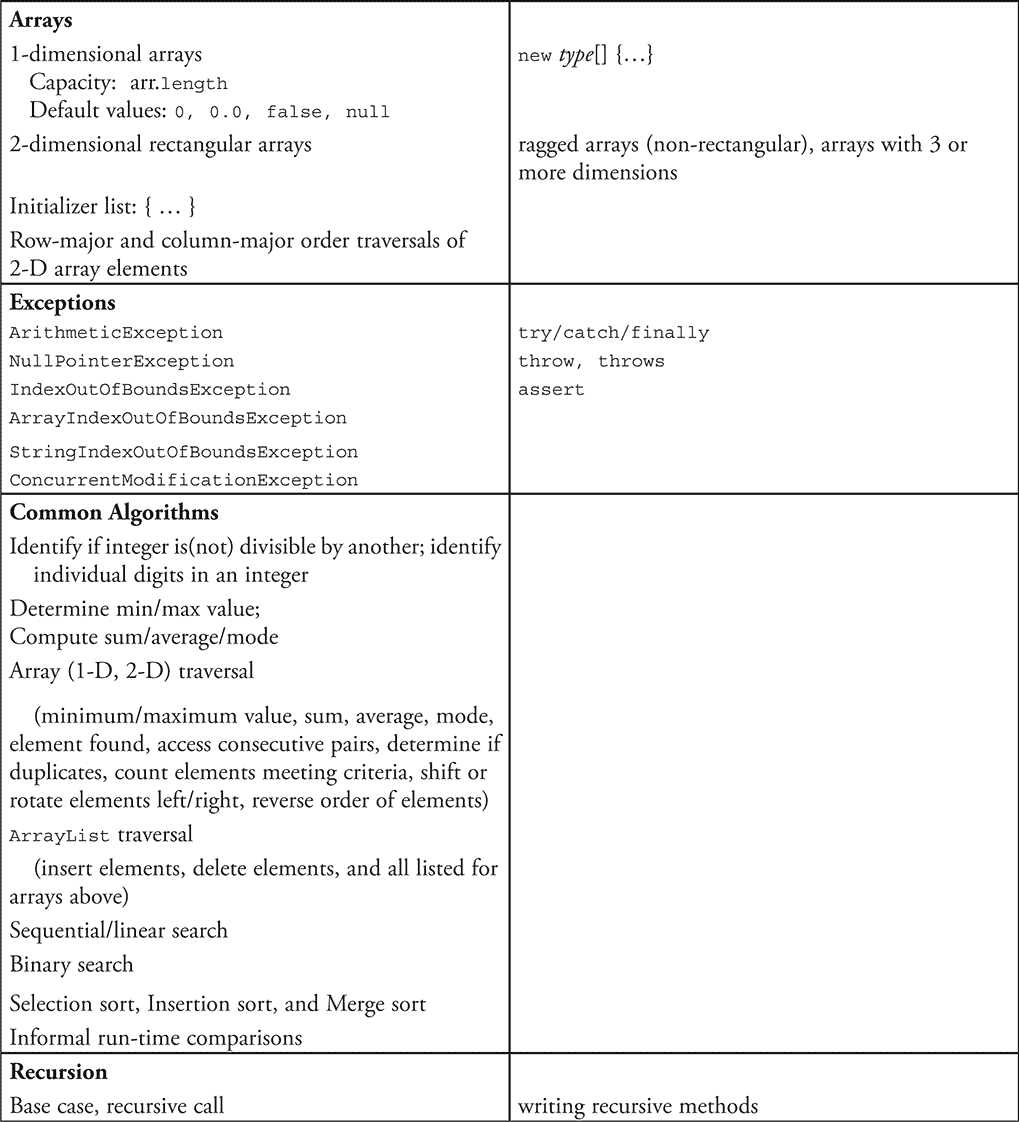 Arrays
1-dimensional arrays
Capacity: arr.length
Default values: 0, 0.0, false, null
new type[] {…}
2-dimensional rectangular arrays
ragged arrays (non-rectangular), arrays with 3 or
more dimensions
Initializer list: { … }
Row-major and column-major order traversals of
2-D array elements
Exceptions
ArithmeticException
NullPointerException
IndexOutOfBoundsException
ArrayIndexOutOfBoundsException
StringIndexOutOfBoundsException
ConcurrentModificationException
try/catch/finally
throw, throws
assert
Common Algorithms
Identify if integer is(not) divisible by another; identify
individual digits in an integer
Determine min/max value;
Compute sum/average/mode
Array (1-D, 2-D) traversal
(minimum/maximum value, sum, average, mode,
element found, access consecutive pairs, determine if
duplicates, count elements meeting criteria, shift or
rotate elements left/right, reverse order of elements)
ArrayList traversal
(insert elements, delete elements, and all listed for
arrays above)
Sequential/linear search
Binary search
Selection sort, Insertion sort, and Merge sort
Informal run-time comparisons
Recursion
Base case, recursive call
writing recursive methods